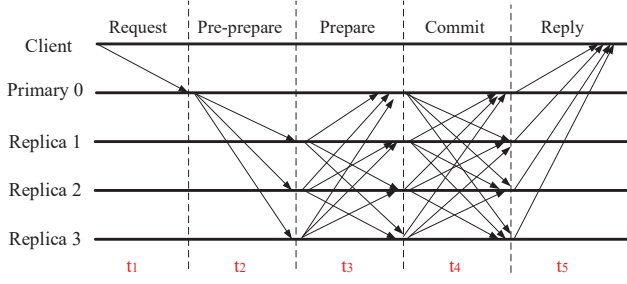 Request Pre-prepare Prepare Commit Reply
Client
Primary 0
Replica 1
Replica 2
Replica 3
t1 t2 t3 t4 t5